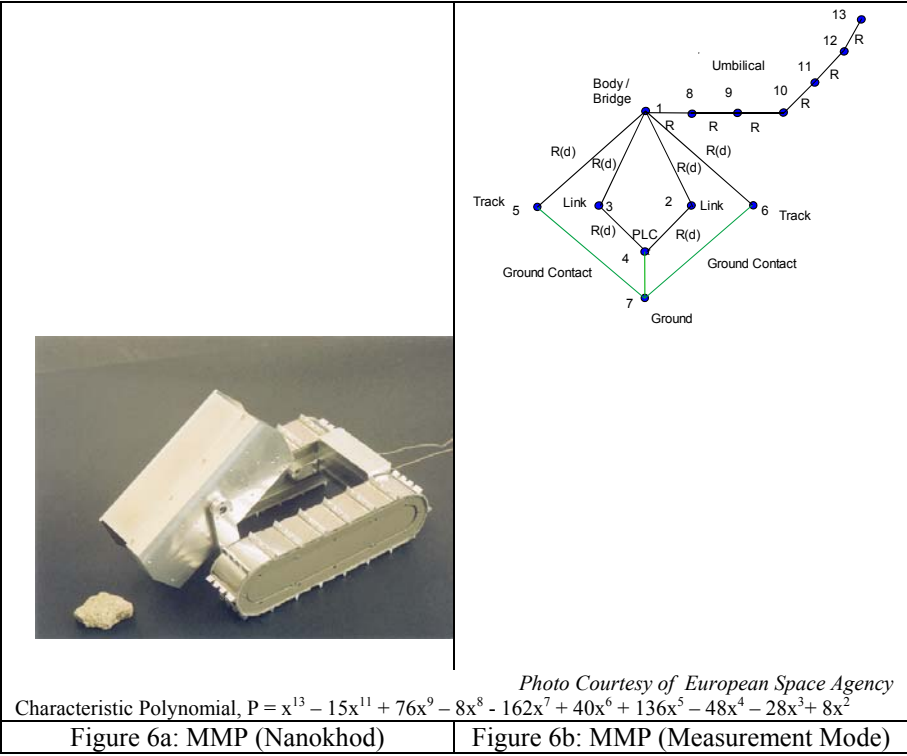 13
12
R
11
R
Umbilical
10
R
Body /
Bridge
8
9
1
R
R
R
R(d)
R(d)
R(d)
R(d)
Track
5
Link
3
2
Link
6
Track
R(d)
PLC
R(d)
4
Ground Contact
Ground Contact
7
Ground
Photo Courtesy of European Space Agency
Characteristic Polynomial, P = x¹³ – 15x¹¹ + 76x⁹ – 8x⁸ - 162x⁷ + 40x⁶ + 136x⁵ – 48x⁴ – 28x³+ 8x²
Figure 6a: MMP (Nanokhod)
Figure 6b: MMP (Measurement Mode)